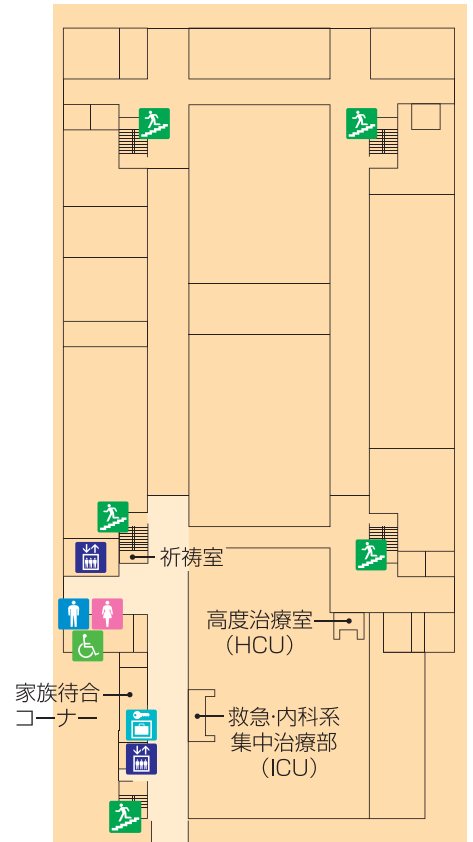 祈祷室
高度治療室
（HCU）
家族待合
コーナー
救急・内科系
集中治療部
（ICU）